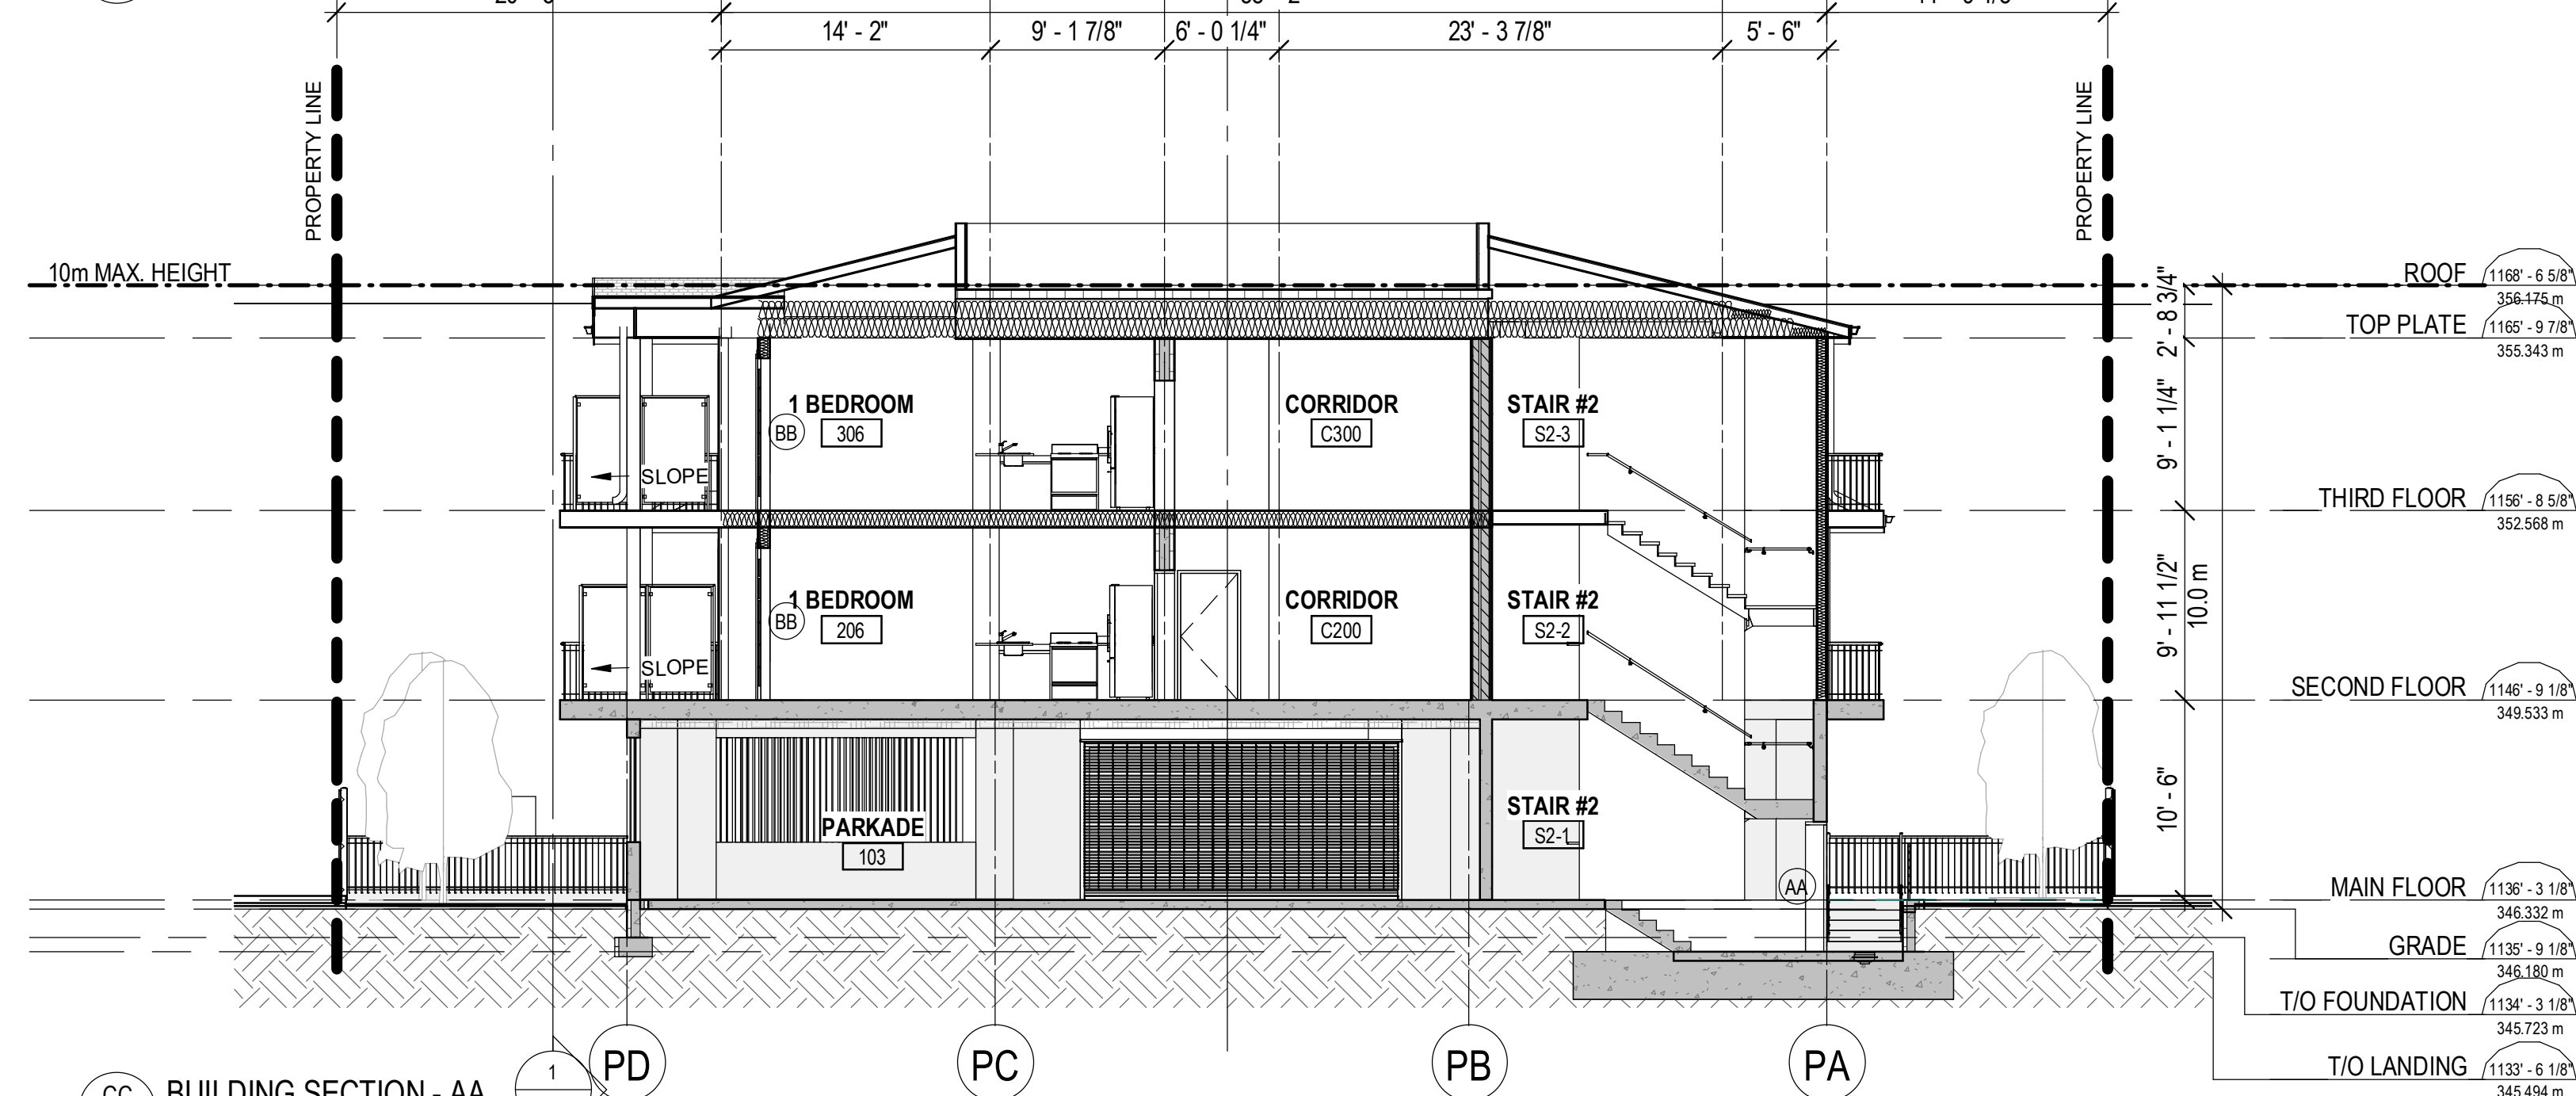 14' - 2"
9' - 1 7/8"
6' - 0 1/4"
23' - 3 7/8"
5' - 6"
PROPERTY LINE
PROPERTY LINE
10m MAX. HEIGHT
ROOF
1168' - 6 5/8"
356.175 m
2' - 8 3/4"
TOP PLATE
1165' - 9 7/8"
355.343 m
9' - 1 1/4"
1 BEDROOM
306
BB
CORRIDOR
C300
STAIR #2
S2-3
SLOPE
THIRD FLOOR
1156' - 8 5/8"
352.568 m
9' - 11 1/2"
10.0 m
1 BEDROOM
206
BB
CORRIDOR
C200
STAIR #2
S2-2
SLOPE
SECOND FLOOR
1146' - 9 1/8"
349.533 m
10' - 6"
PARKADE
103
STAIR #2
S2-1
AA
MAIN FLOOR
1136' - 3 1/8"
346.332 m
GRADE
1135' - 9 1/8"
346.180 m
T/O FOUNDATION
1134' - 3 1/8"
345.723 m
T/O LANDING
1133' - 6 1/8"
345.494 m
PD
PC
PB
PA
1
CC
BUILDING SECTION - AA